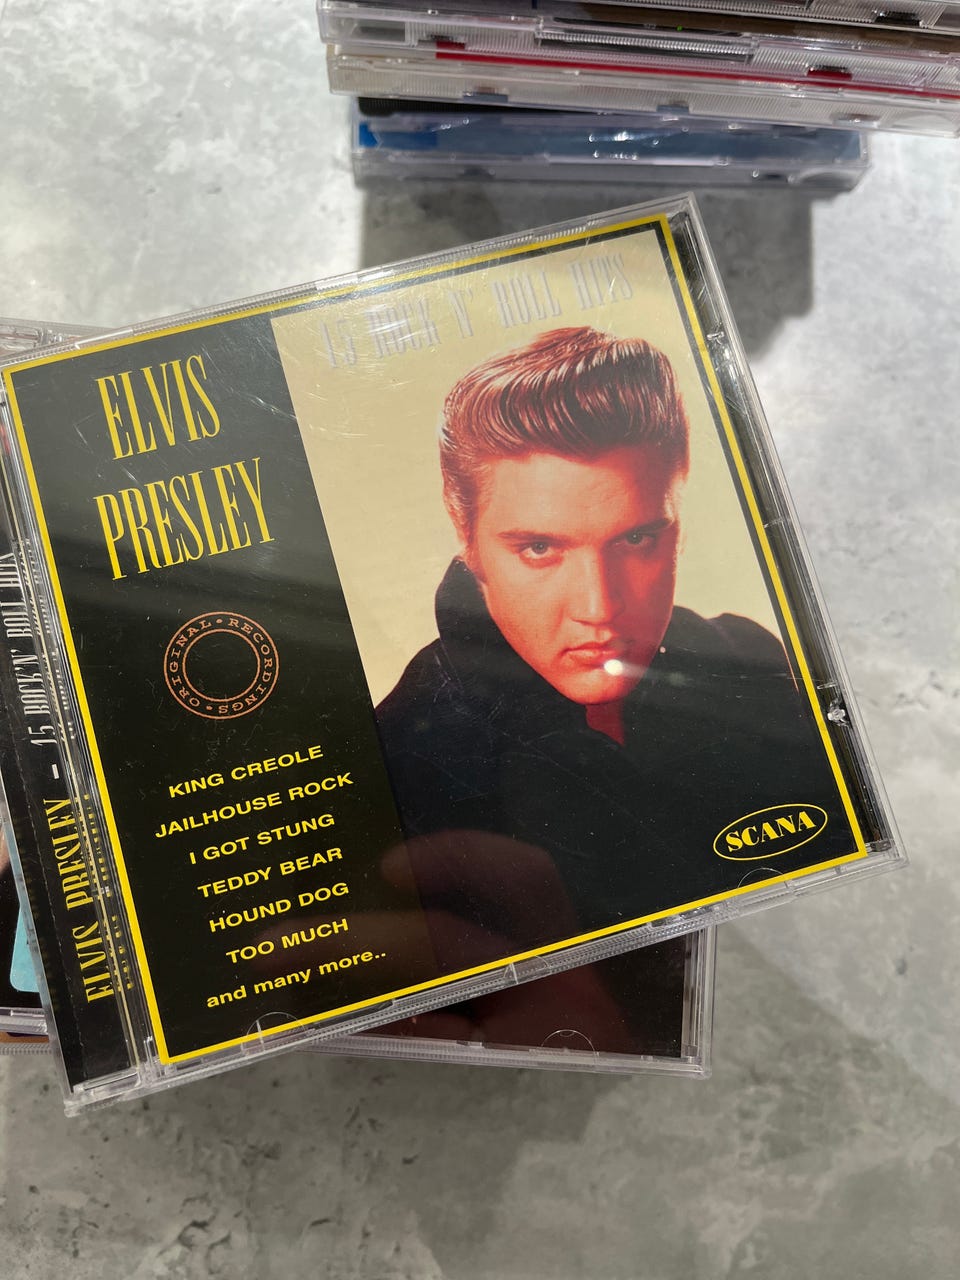 15 ROCK N' ROLL HITS
ELVIS
PRESLEY
ORIGINAL • RECORDINGS •
KING CREOLE
JAILHOUSE ROCK
I GOT STUNG
TEDDY BEAR
HOUND DOG
TOO MUCH
and many more..
SCANA
ELVIS PRESLEY – 15 ROCK'N' ROLL HITS